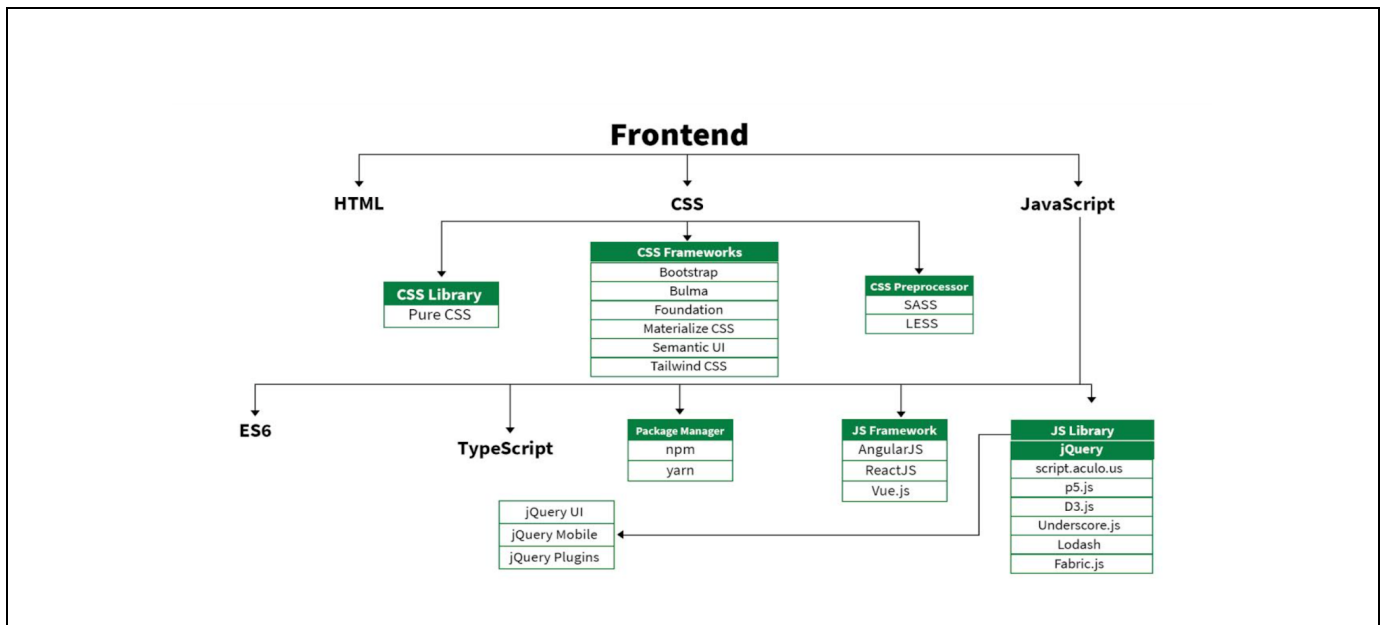 Frontend
HTML
CSS
JavaScript
CSS Library
Pure CSS
CSS Frameworks
Bootstrap
Bulma
Foundation
Materialize CSS
Semantic UI
Tailwind CSS
CSS Preprocessor
SASS
LESS
ES6
TypeScript
Package Manager
npm
yarn
JS Framework
AngularJS
ReactJS
Vue.js
JS Library
jQuery
script.aculo.us
p5.js
D3.js
Underscore.js
Lodash
Fabric.js
jQuery UI
jQuery Mobile
jQuery Plugins